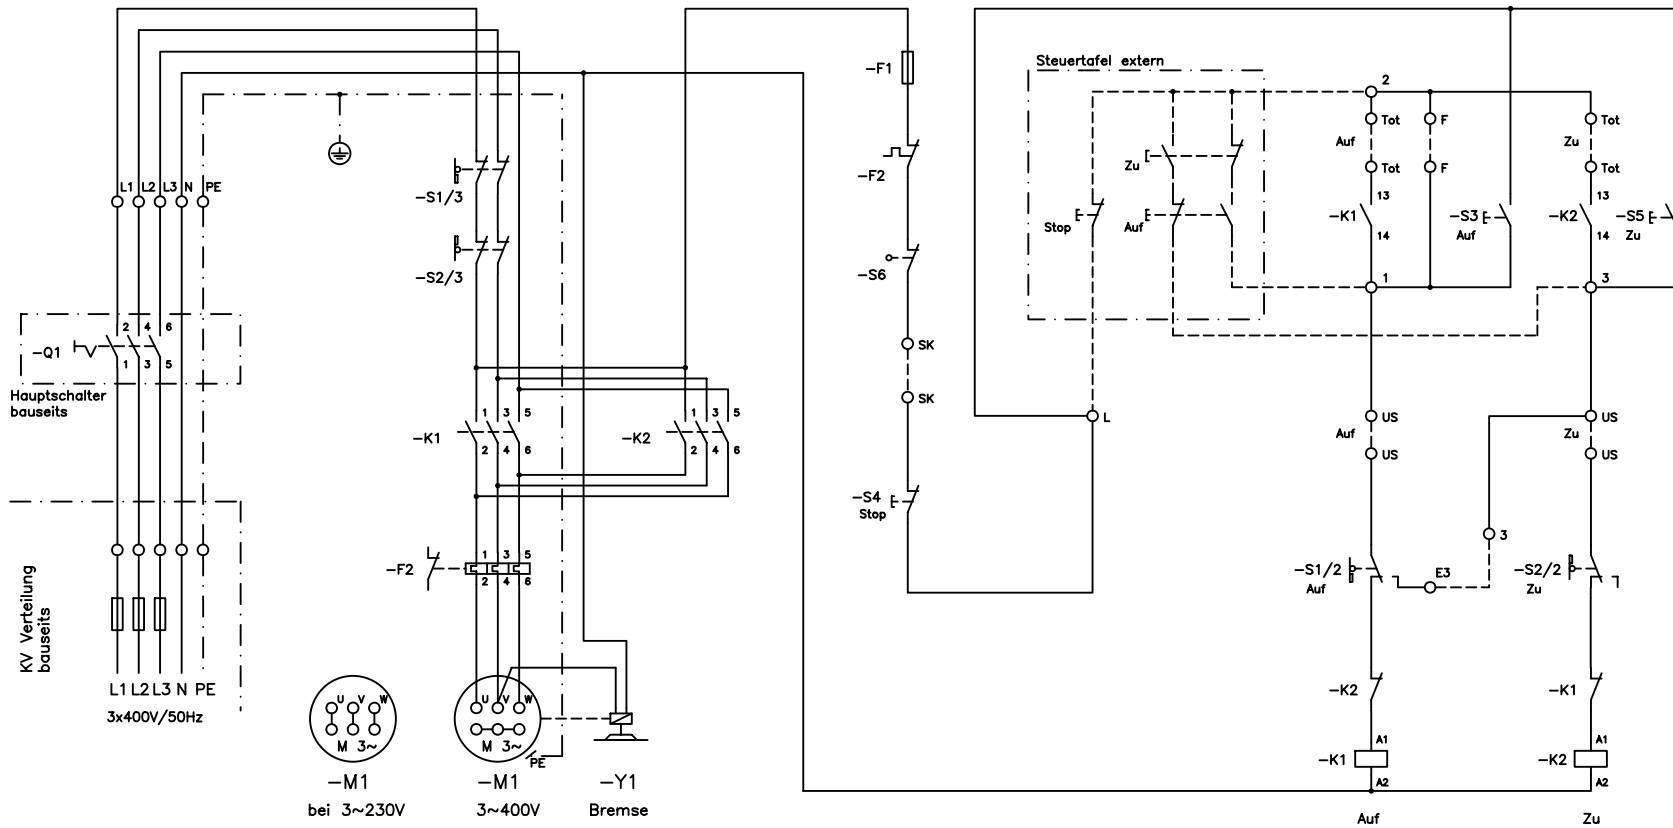 L1 L2 L3 N PE
2 4 6
-Q1
1 3 5
Hauptschalter
bauseits
KV Verteilung
bauseits
L1 L2 L3 N PE
3x400V/50Hz
-S1/3
-S2/3
-K1
1 3 5
2 4 6
-K2
1 3 5
2 4 6
-F2
1 3 5
2 4 6
U V W
M 3~
-M1
bei 3~230V
U V W
M 3~
PE
-M1
3~400V
-Y1
Bremse
-F1
-F2
-S6
SK
SK
-S4
Stop
Steuertafel extern
Stop
Zu
Auf
L
2
Tot
Auf
Tot
13
-K1
14
1
F
F
-S3
Auf
Tot
Zu
Tot
13
-K2
14
3
-S5
Zu
US
Auf
US
US
Zu
US
3
E3
-S1/2
Auf
-S2/2
Zu
-K2
-K1
A1
-K1
A2
A1
-K2
A2
Auf
Zu